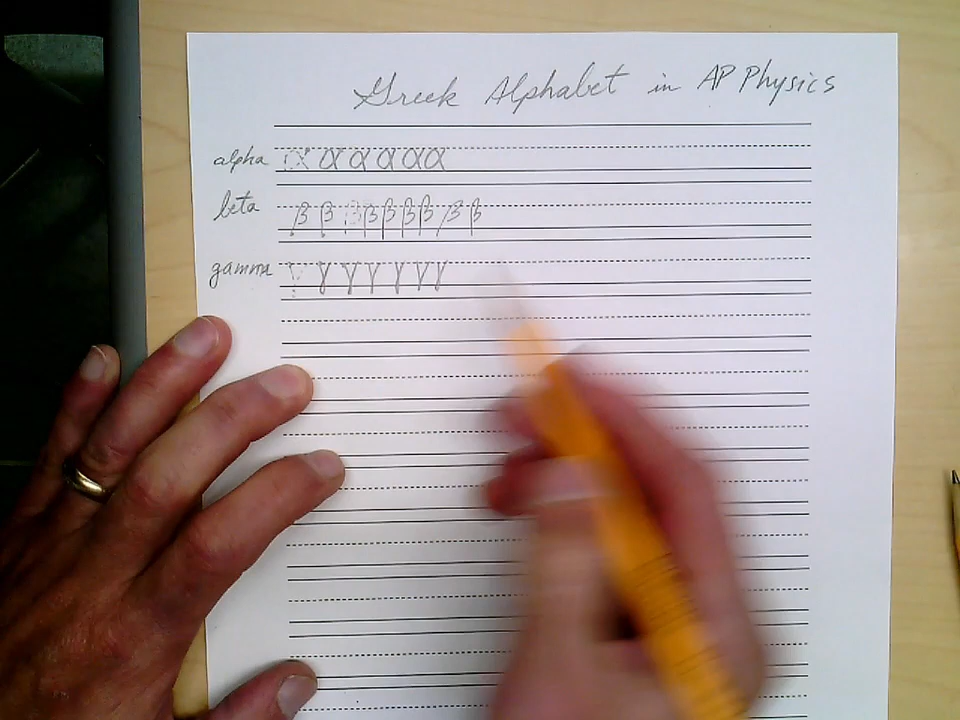 Greek Alphabet in AP Physics
alpha α α α α α α
beta β β β β β β β β β
gamma γ γ γ γ γ γ γ